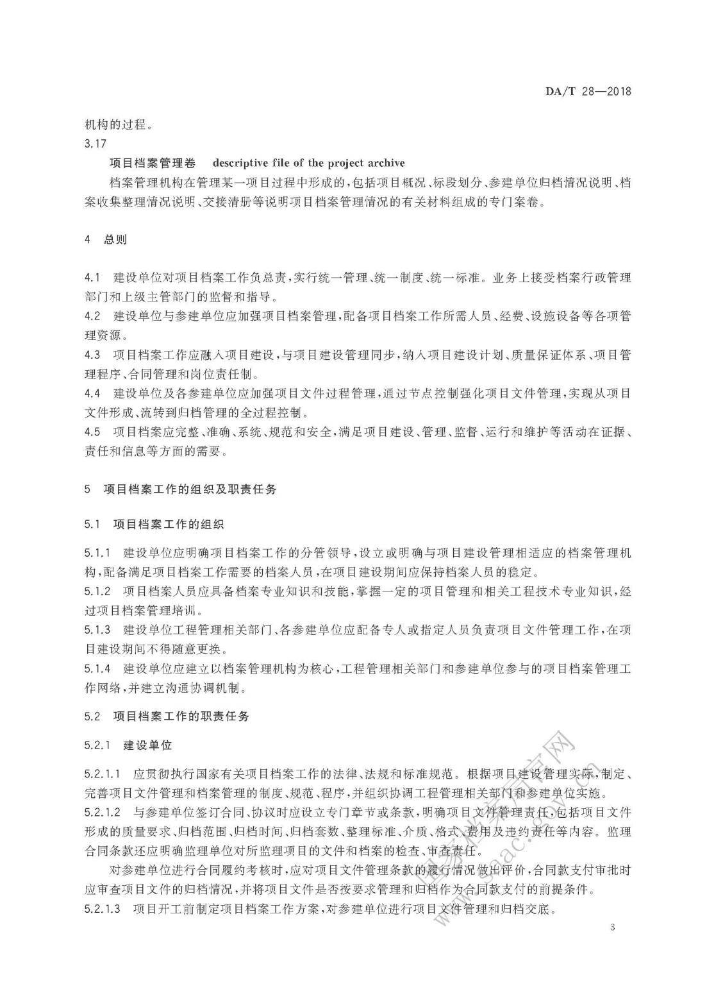 DA/T 28—2018
机构的过程。
3.17
项目档案管理卷 descriptive file of the project archive
档案管理机构在管理某一项目过程中形成的,包括项目概况、标段划分、参建单位归档情况说明、档
案收集整理情况说明、交接清册等说明项目档案管理情况的有关材料组成的专门案卷。
4 总则
4.1 建设单位对项目档案工作负总责,实行统一管理、统一制度、统一标准。业务上接受档案行政管理
部门和上级主管部门的监督和指导。
4.2 建设单位与参建单位应加强项目档案管理,配备项目档案工作所需人员、经费、设施设备等各项管
理资源。
4.3 项目档案工作应融入项目建设,与项目建设管理同步,纳入项目建设计划、质量保证体系、项目管
理程序、合同管理和岗位责任制。
4.4 建设单位及各参建单位应加强项目文件过程管理,通过节点控制强化项目文件管理,实现从项目
文件形成、流转到归档管理的全过程控制。
4.5 项目档案应完整、准确、系统、规范和安全,满足项目建设、管理、监督、运行和维护等活动在证据、
责任和信息等方面的需要。
5 项目档案工作的组织及职责任务
5.1 项目档案工作的组织
5.1.1 建设单位应明确项目档案工作的分管领导,设立或明确与项目建设管理相适应的档案管理机
构,配备满足项目档案工作需要的档案人员,在项目建设期间应保持档案人员的稳定。
5.1.2 项目档案人员应具备档案专业知识和技能,掌握一定的项目管理和相关工程技术专业知识,经
过项目档案管理培训。
5.1.3 建设单位工程管理相关部门、各参建单位应配备专人或指定人员负责项目文件管理工作,在项
目建设期间不得随意更换。
5.1.4 建设单位应建立以档案管理机构为核心,工程管理相关部门和参建单位参与的项目档案管理工
作网络,并建立沟通协调机制。
5.2 项目档案工作的职责任务
5.2.1 建设单位
5.2.1.1 应贯彻执行国家有关项目档案工作的法律、法规和标准规范。根据项目建设管理实际,制定、
完善项目文件管理和档案管理的制度、规范、程序,并组织协调工程管理相关部门和参建单位实施。
5.2.1.2 与参建单位签订合同、协议时应设立专门章节或条款,明确项目文件管理责任,包括项目文件
形成的质量要求、归档范围、归档时间、归档套数、整理标准、介质、格式、费用及违约责任等内容。监理
合同条款还应明确监理单位对所监理项目的文件和档案的检查、审查责任。
对参建单位进行合同履约考核时,应对项目文件管理条款的履行情况做出评价,合同款支付审批时
应审查项目文件的归档情况,并将项目文件是否按要求管理和归档作为合同款支付的前提条件。
5.2.1.3 项目开工前制定项目档案工作方案,对参建单位进行项目文件管理和归档交底。
国家档案局官网
www.saac.gov.cn
3